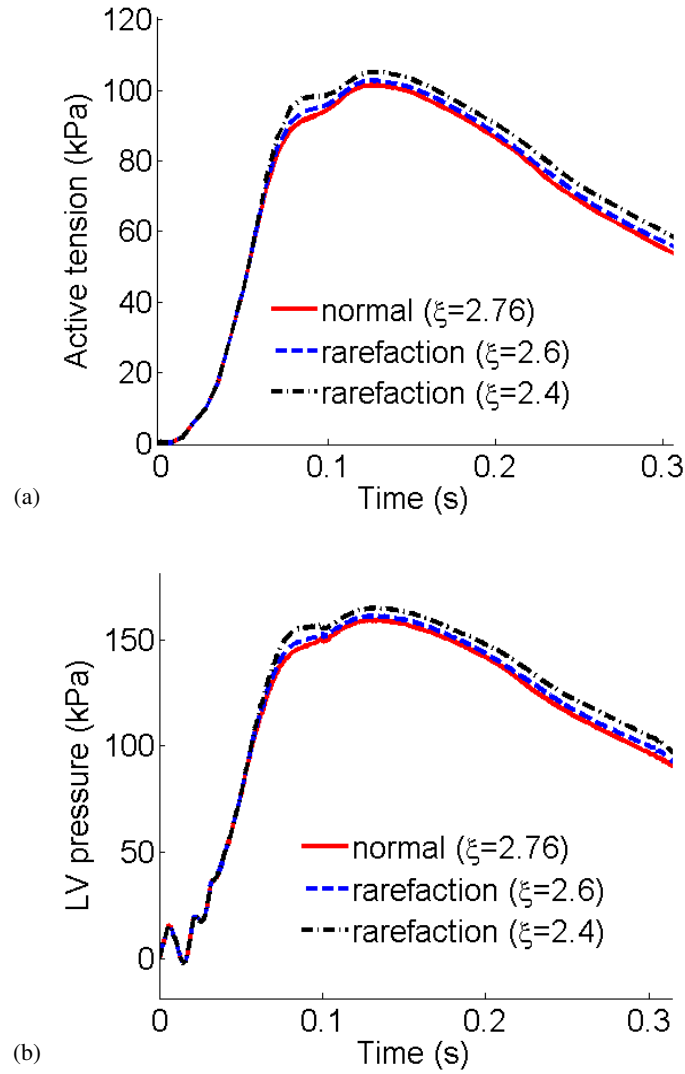 120
100
80
60
40
20
0
Active tension (kPa)
normal (ξ=2.76)
rarefaction (ξ=2.6)
rarefaction (ξ=2.4)
0 0.1 0.2 0.3
Time (s)
(a)
150
100
50
0
LV pressure (kPa)
normal (ξ=2.76)
rarefaction (ξ=2.6)
rarefaction (ξ=2.4)
0 0.1 0.2 0.3
Time (s)
(b)